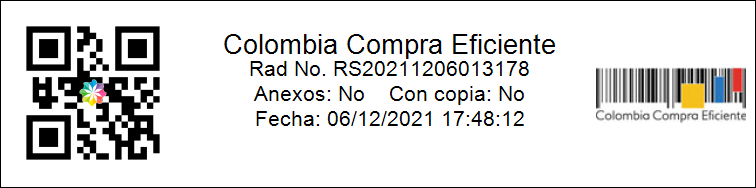 Colombia Compra Eficiente
Rad No. RS20211206013178
Anexos: No    Con copia: No
Fecha: 06/12/2021 17:48:12
Colombia Compra Eficiente